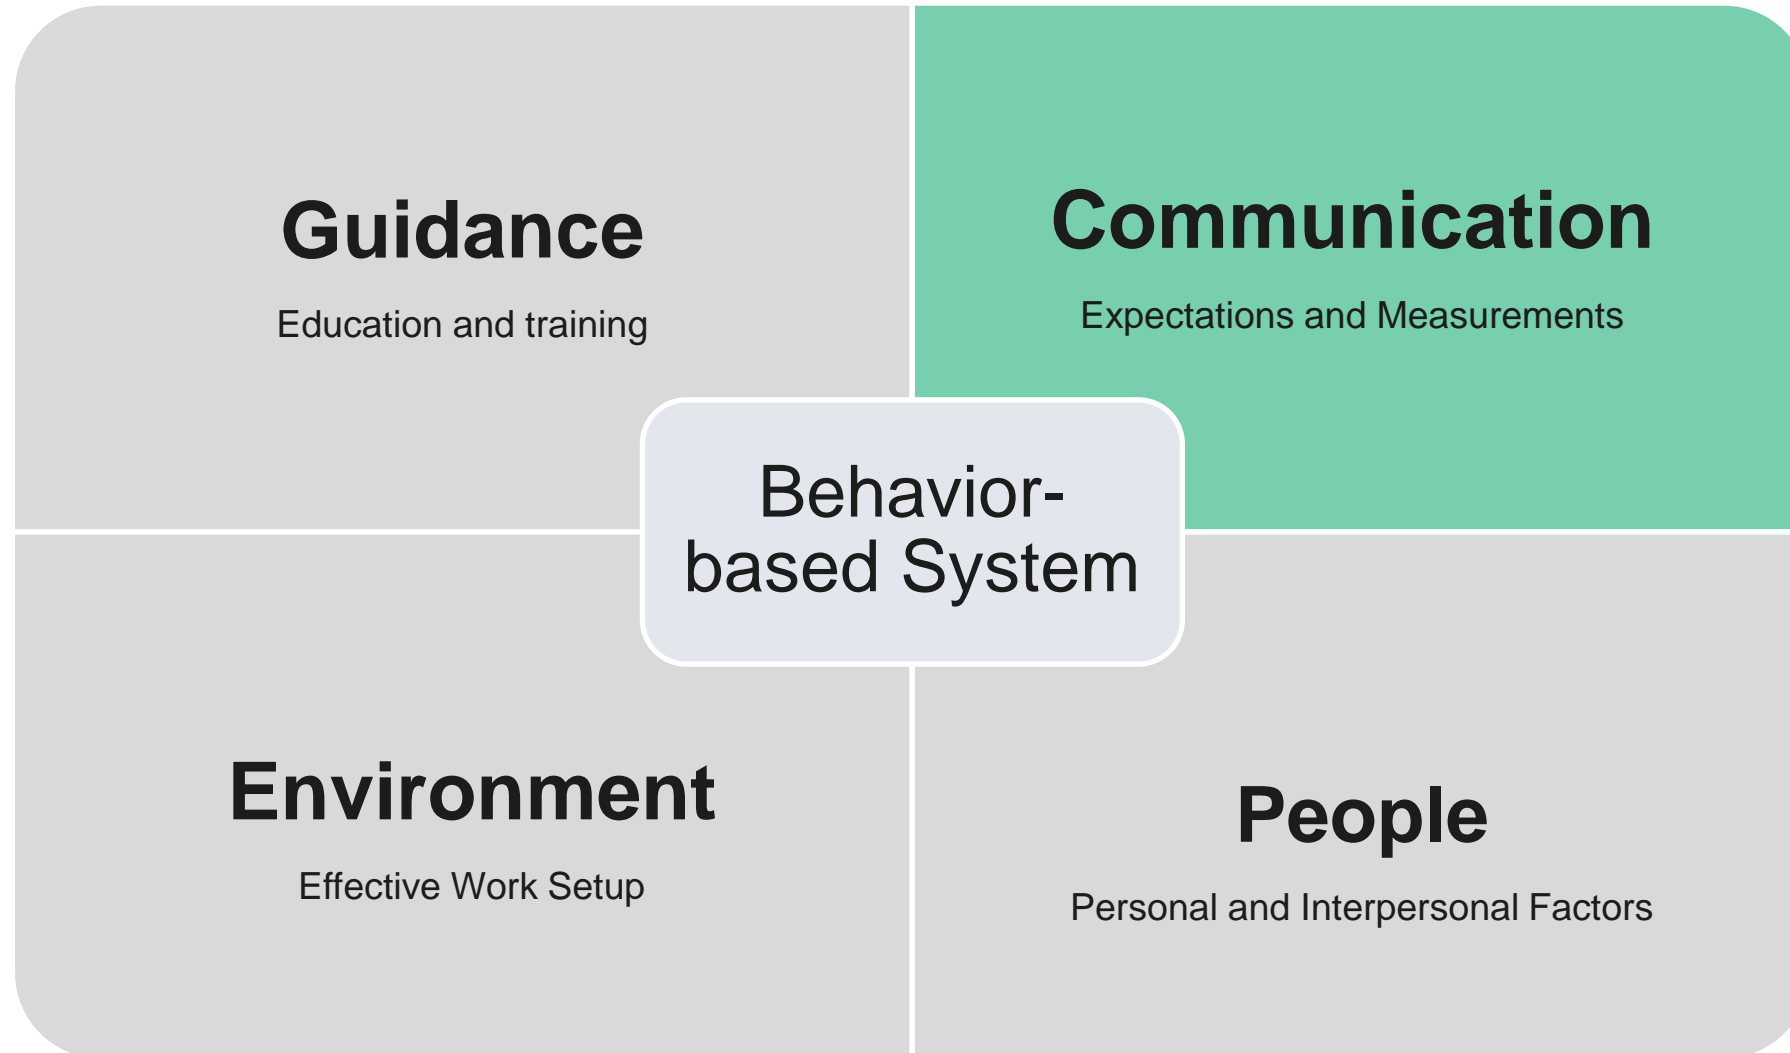 Guidance
Education and training
Communication
Expectations and Measurements
Behavior-
based System
Environment
Effective Work Setup
People
Personal and Interpersonal Factors